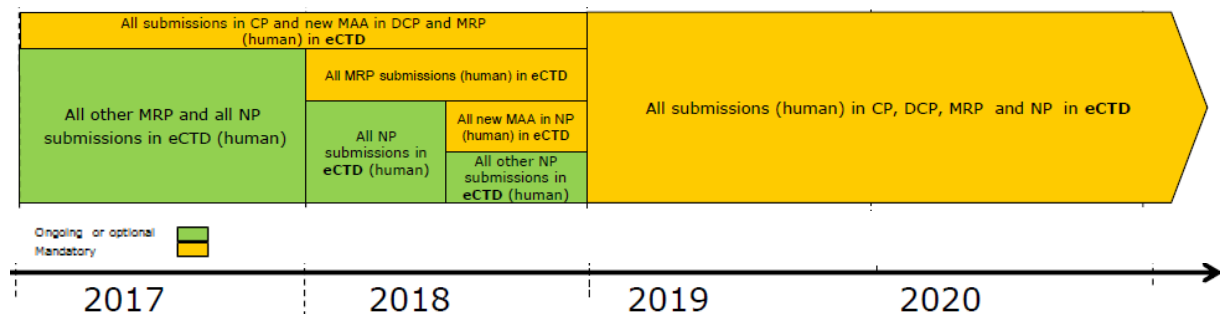 All submissions in CP and new MAA in DCP and MRP
(human) in eCTD
All MRP submissions (human) in eCTD
All other MRP and all NP
submissions in eCTD (human)
All NP
submissions in
eCTD (human)
All new MAA in NP
(human) in eCTD
All other NP
submissions in
eCTD (human)
All submissions (human) in CP, DCP, MRP and NP in eCTD
Ongoing or optional
Mandatory
2017
2018
2019
2020